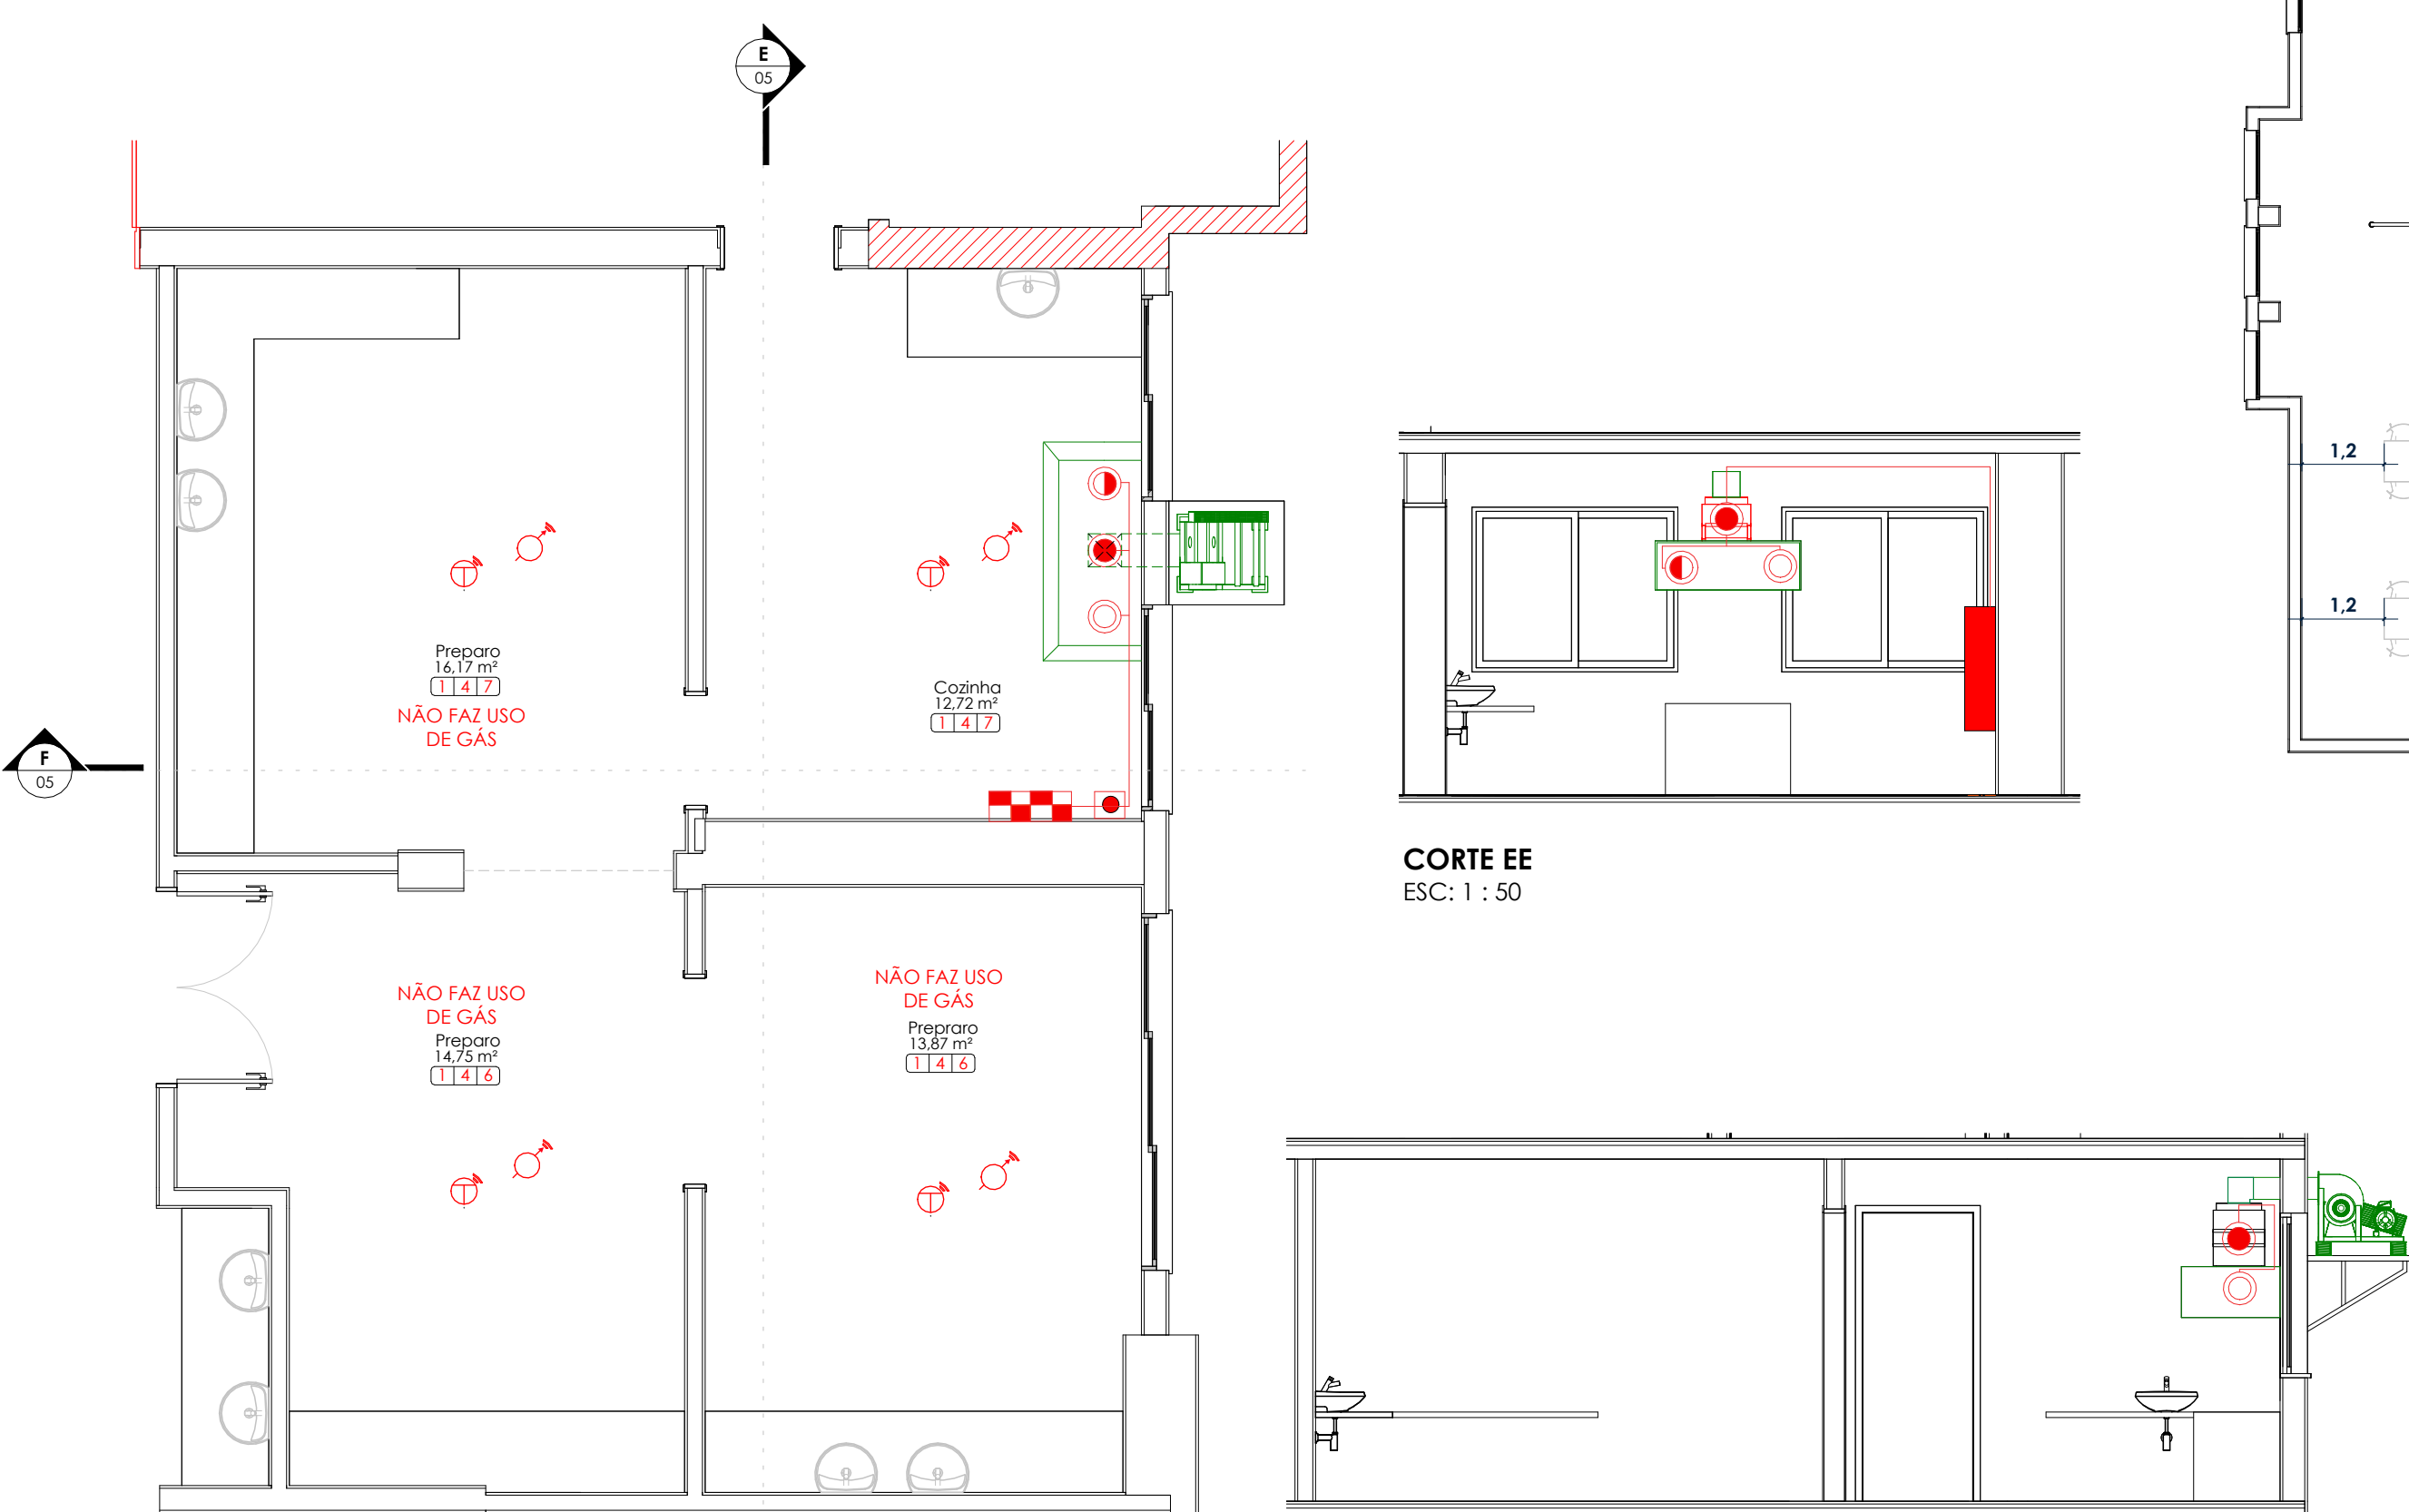 E
05
1,2
1,2
Preparo
16,17 m²
1 4 7
NÃO FAZ USO
DE GÁS
Cozinha
12,72 m²
1 4 7
F
05
CORTE EE
ESC: 1 : 50
NÃO FAZ USO
DE GÁS
Preparo
14,75 m²
1 4 6
NÃO FAZ USO
DE GÁS
Prepraro
13,87 m²
1 4 6